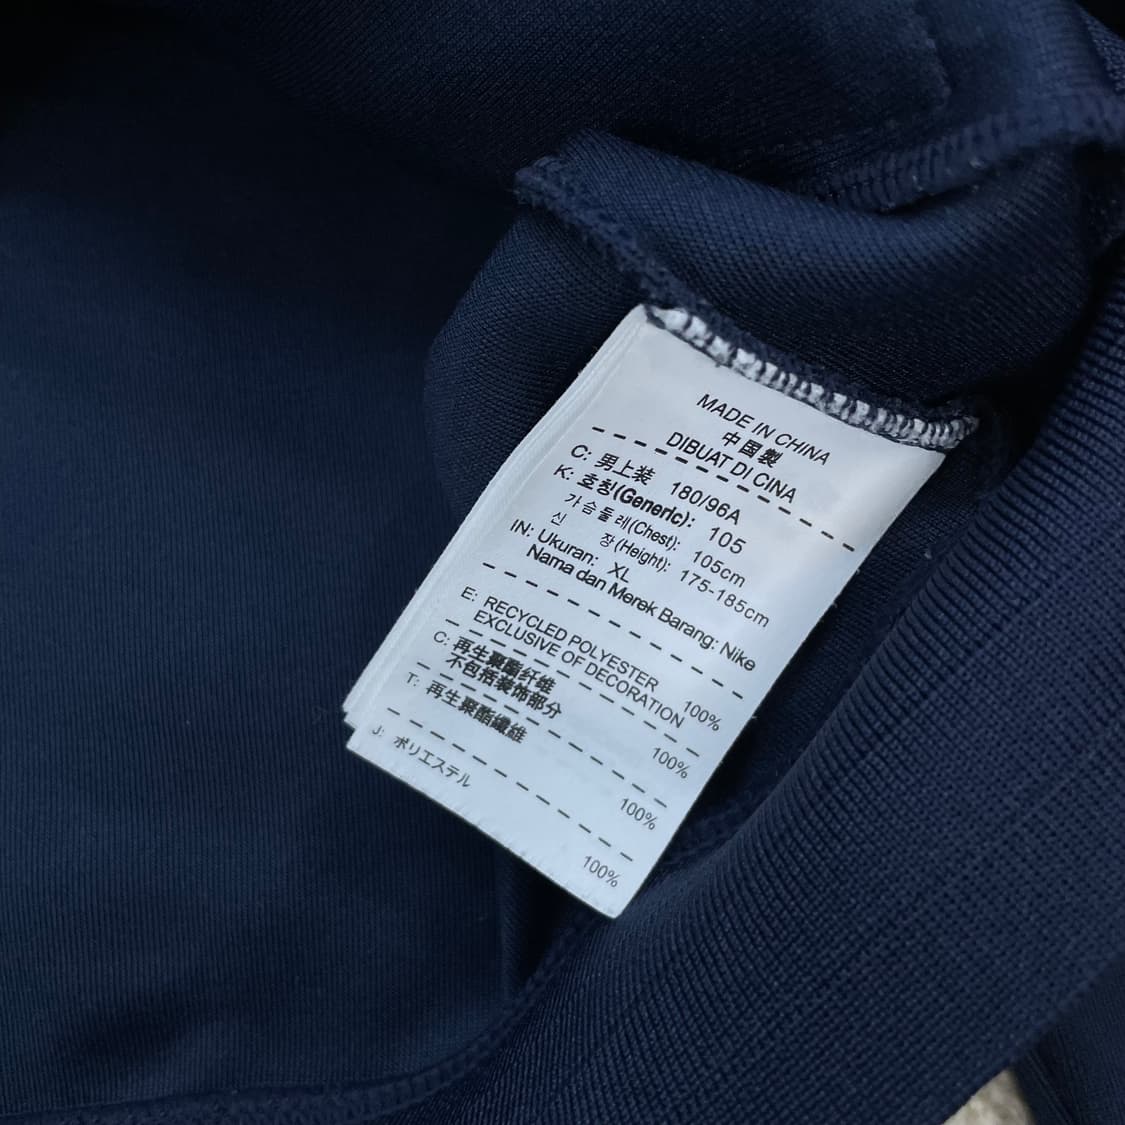 MADE IN CHINA
中国製
DIBUAT DI CINA
C: 男上装 180/96A
K: 호칭(Generic): 105
가슴둘레(Chest): 105cm
신 장(Height): 175-185cm
IN: Ukuran: XL
Nama dan Merek Barang: Nike
E: RECYCLED POLYESTER 100%
EXCLUSIVE OF DECORATION
C: 再生聚酯纤维 100%
不包括装饰部分
T: 再生聚酯纖維 100%
J: ポリエステル 100%